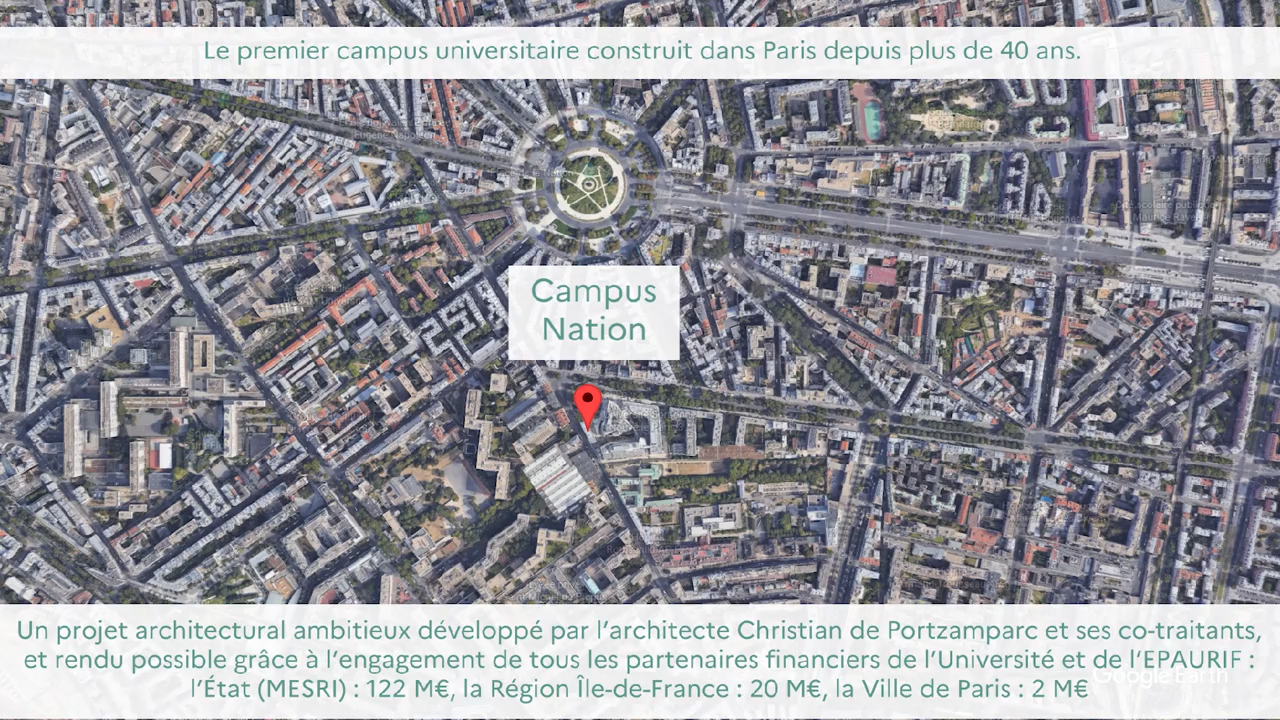 Le premier campus universitaire construit dans Paris depuis plus de 40 ans.
Campus
Nation
Un projet architectural ambitieux développé par l'architecte Christian de Portzamparc et ses co-traitants,
et rendu possible grâce à l'engagement de tous les partenaires financiers de l'Université et de l'EPAURIF :
l'État (MESRI) : 122 M€, la Région Île-de-France : 20 M€, la Ville de Paris : 2 M€
Google Earth